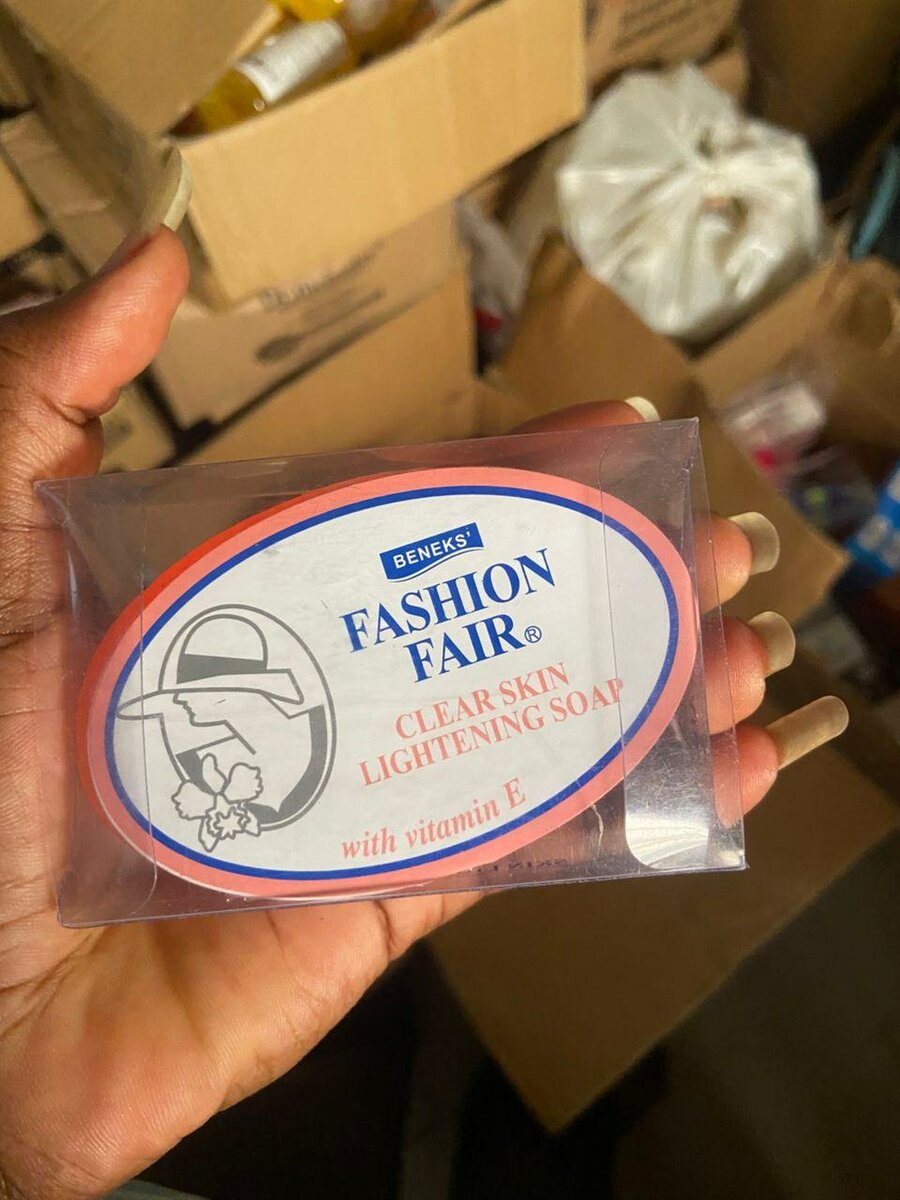 BENEKS'
FASHION
FAIR®
CLEAR SKIN
LIGHTENING SOAP
with vitamin E